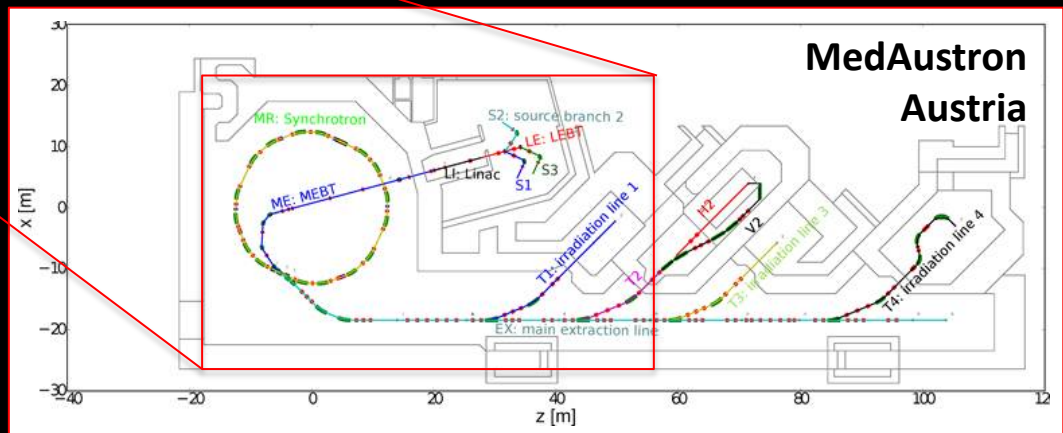 MedAustron
Austria
30
20
10
0
−10
−20
−30
x [m]
MR: Synchrotron
S2: source branch 2
LE: LEBT
LI: Linac
S3
S1
ME: MEBT
T1: irradiation line 1
H2
V2
T2
T3: irradiation line 3
T4: irradiation line 4
EX: main extraction line
−40
−20
0
20
40
60
80
100
z [m]